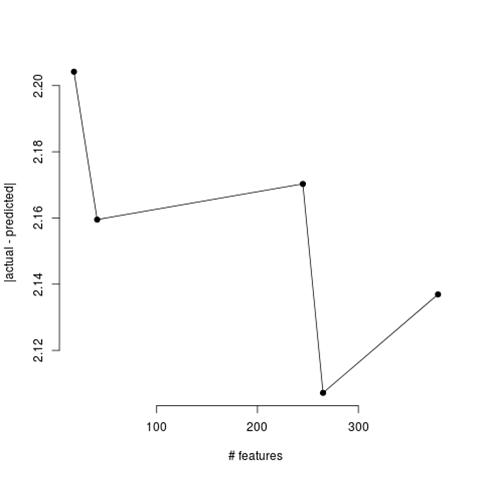 |actual - predicted|
2.20
2.18
2.16
2.14
2.12
100 200 300
# features